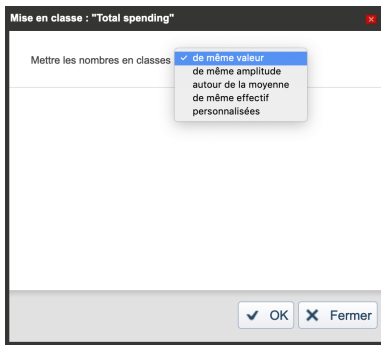 Mise en classe : "Total spending"
Mettre les nombres en classes ✓ de même valeur
de même amplitude
autour de la moyenne
de même effectif
personnalisées
OK Fermer